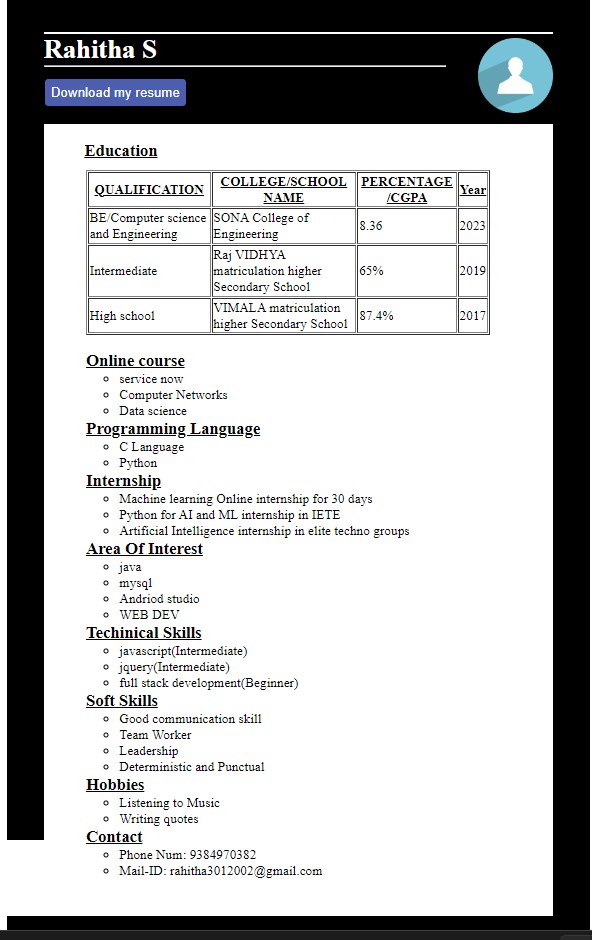 Rahitha S
Download my resume
Education
QUALIFICATION
COLLEGE/SCHOOL
NAME
PERCENTAGE
/CGPA
Year
BE/Computer science
and Engineering
SONA College of
Engineering
8.36
2023
Intermediate
Raj VIDHYA
matriculation higher
Secondary School
65%
2019
High school
VIMALA matriculation
higher Secondary School
87.4%
2017
Online course
service now
Computer Networks
Data science
Programming Language
C Language
Python
Internship
Machine learning Online internship for 30 days
Python for AI and ML internship in IETE
Artificial Intelligence internship in elite techno groups
Area Of Interest
java
mysql
Andriod studio
WEB DEV
Techinical Skills
javascript(Intermediate)
jquery(Intermediate)
full stack development(Beginner)
Soft Skills
Good communication skill
Team Worker
Leadership
Deterministic and Punctual
Hobbies
Listening to Music
Writing quotes
Contact
Phone Num: 9384970382
Mail-ID: rahitha3012002@gmail.com